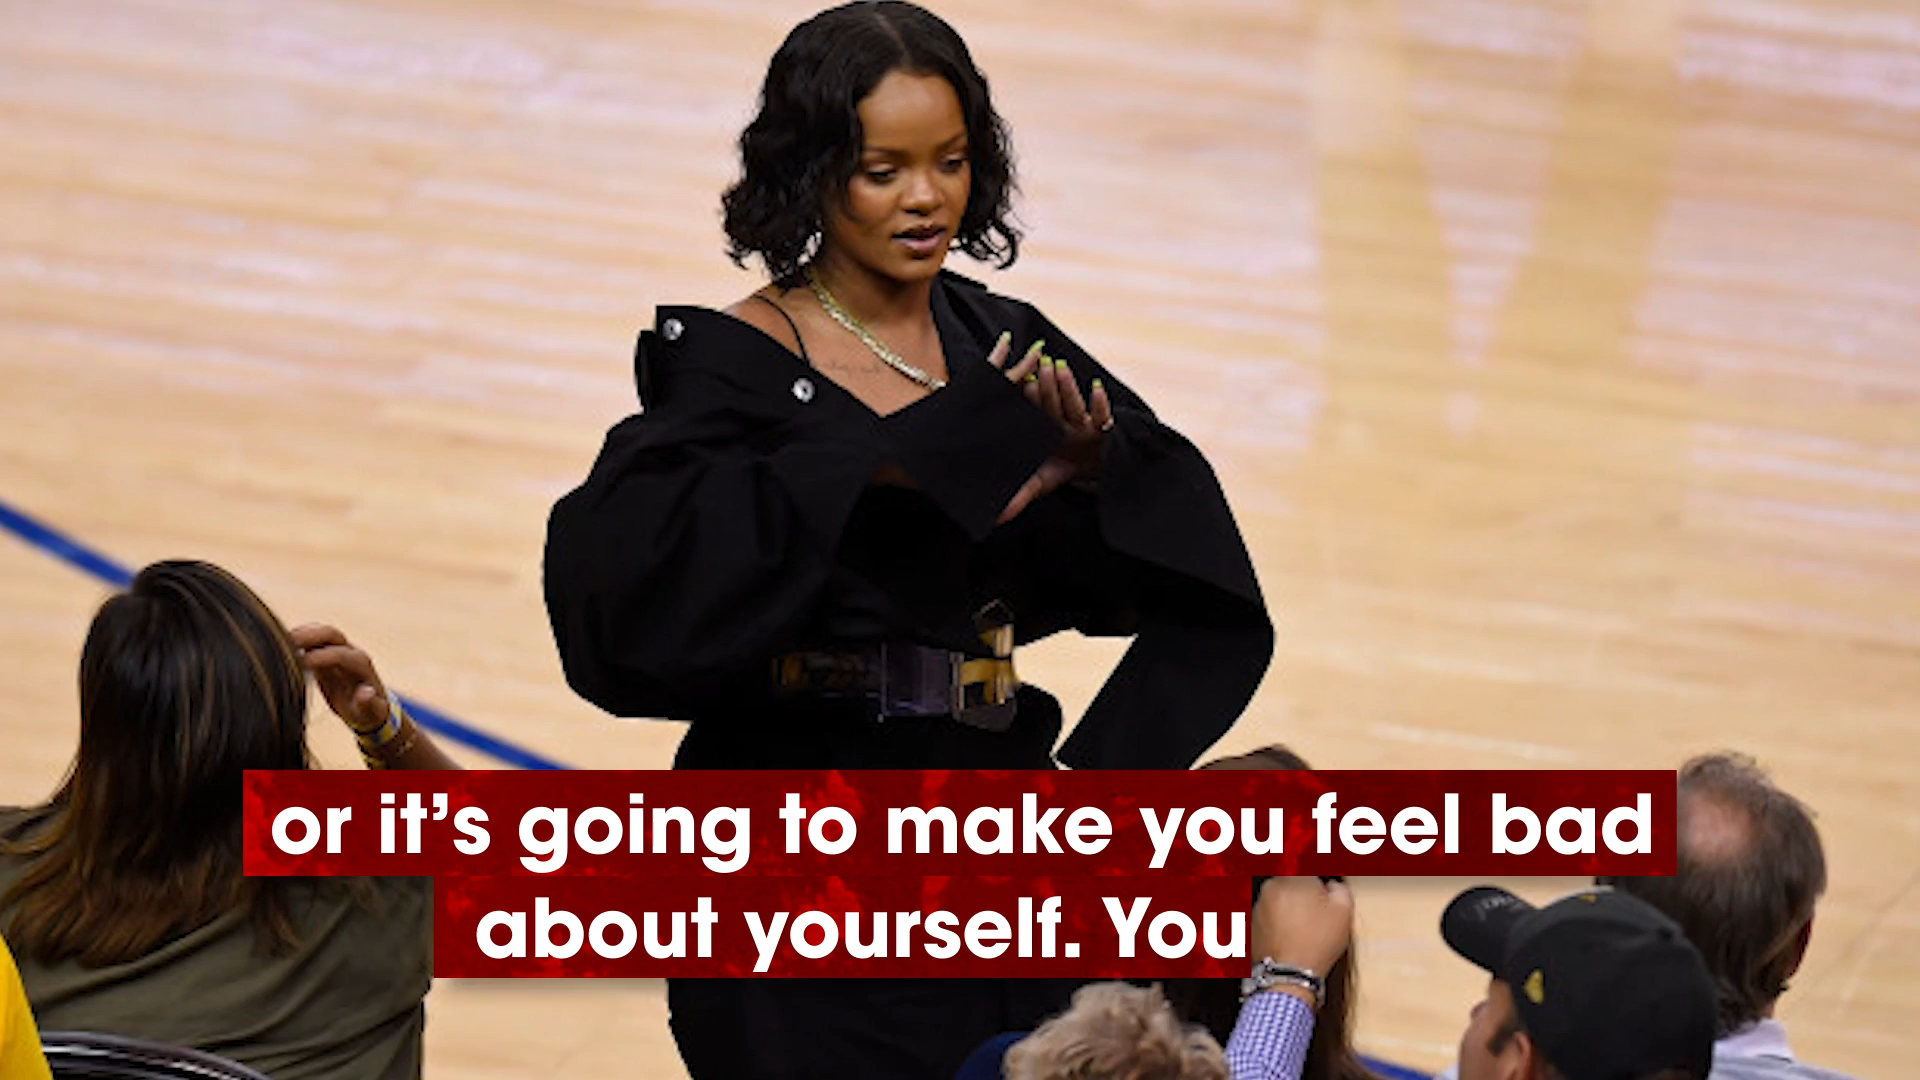 or it’s going to make you feel bad
about yourself. You